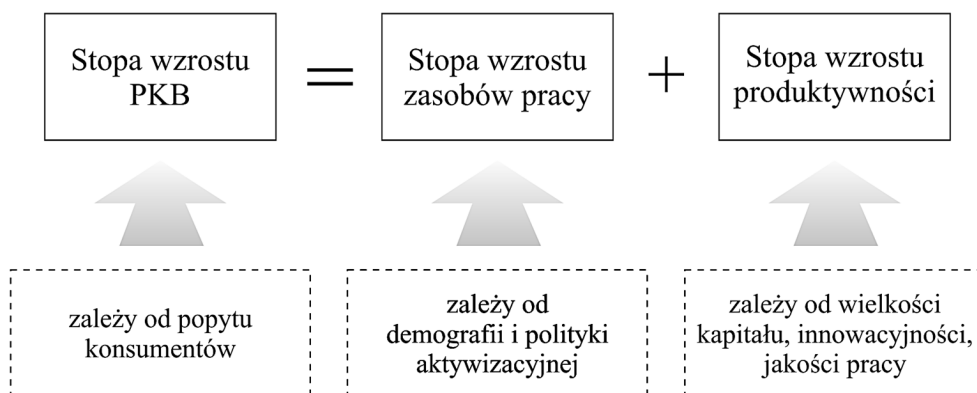 Stopa wzrostu
PKB
=
Stopa wzrostu
zasobów pracy
+
Stopa wzrostu
produktywności
zależy od popytu
konsumentów
zależy od
demografii i polityki
aktywizacyjnej
zależy od wielkości
kapitału, innowacyjności,
jakości pracy